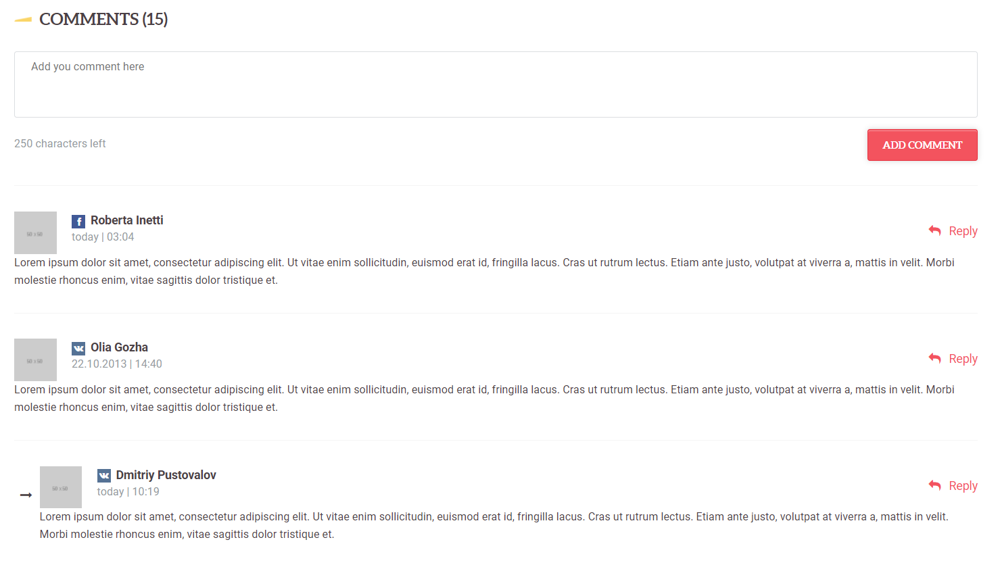 COMMENTS (15)
Add you comment here
250 characters left
ADD COMMENT
50 x 50
Roberta Inetti
today | 03:04
Reply
Lorem ipsum dolor sit amet, consectetur adipiscing elit. Ut vitae enim sollicitudin, euismod erat id, fringilla lacus. Cras ut rutrum lectus. Etiam ante justo, volutpat at viverra a, mattis in velit. Morbi
molestie rhoncus enim, vitae sagittis dolor tristique et.
50 x 50
Olia Gozha
22.10.2013 | 14:40
Reply
Lorem ipsum dolor sit amet, consectetur adipiscing elit. Ut vitae enim sollicitudin, euismod erat id, fringilla lacus. Cras ut rutrum lectus. Etiam ante justo, volutpat at viverra a, mattis in velit. Morbi
molestie rhoncus enim, vitae sagittis dolor tristique et.
50 x 50
Dmitriy Pustovalov
today | 10:19
Reply
Lorem ipsum dolor sit amet, consectetur adipiscing elit. Ut vitae enim sollicitudin, euismod erat id, fringilla lacus. Cras ut rutrum lectus. Etiam ante justo, volutpat at viverra a, mattis in velit.
Morbi molestie rhoncus enim, vitae sagittis dolor tristique et.